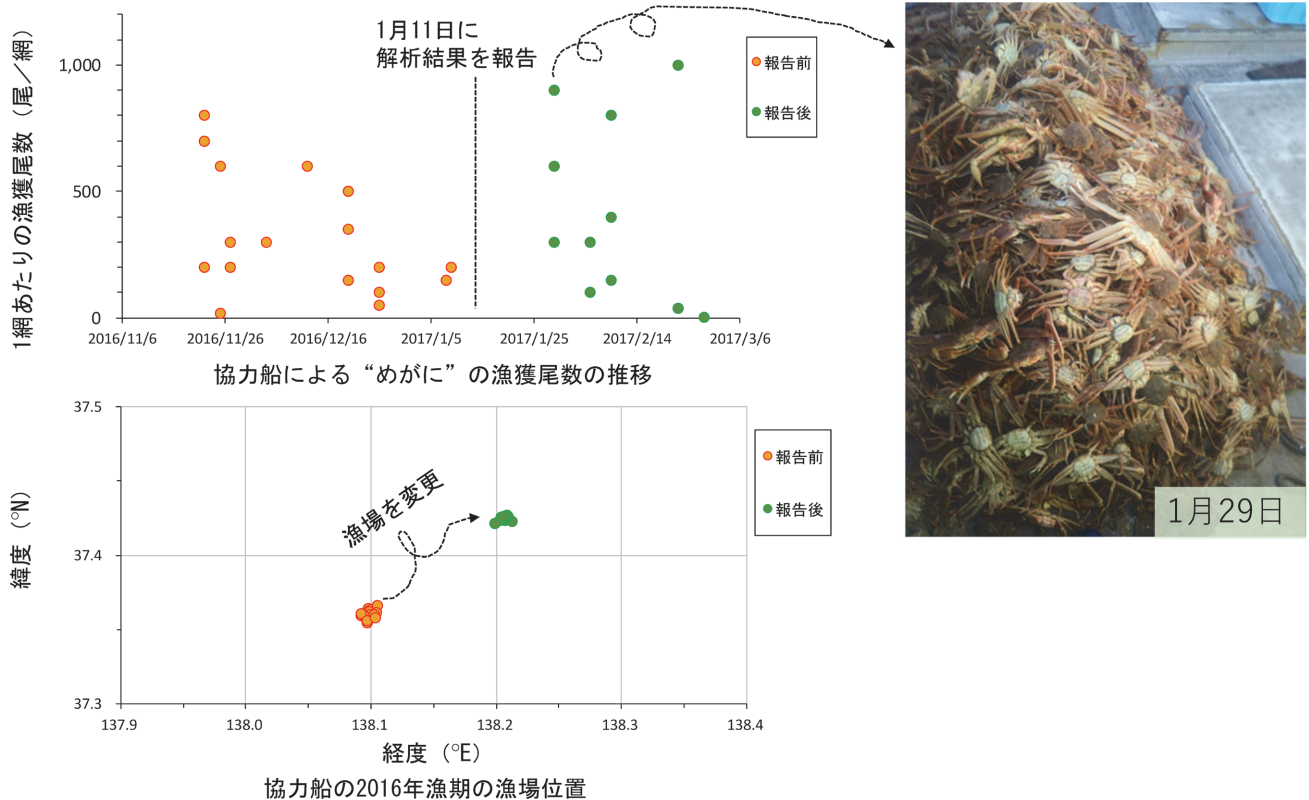 1月11日に
解析結果を報告
1網あたりの漁獲尾数（尾／網）
1,000
500
0
2016/11/6
2016/11/26
2016/12/16
2017/1/5
2017/1/25
2017/2/14
2017/3/6
報告前
報告後
協力船による“めがに”の漁獲尾数の推移
1月29日
緯度（°N）
37.5
37.4
37.3
漁場を変更
報告前
報告後
137.9
138.0
138.1
138.2
138.3
138.4
経度（°E）
協力船の2016年漁期の漁場位置